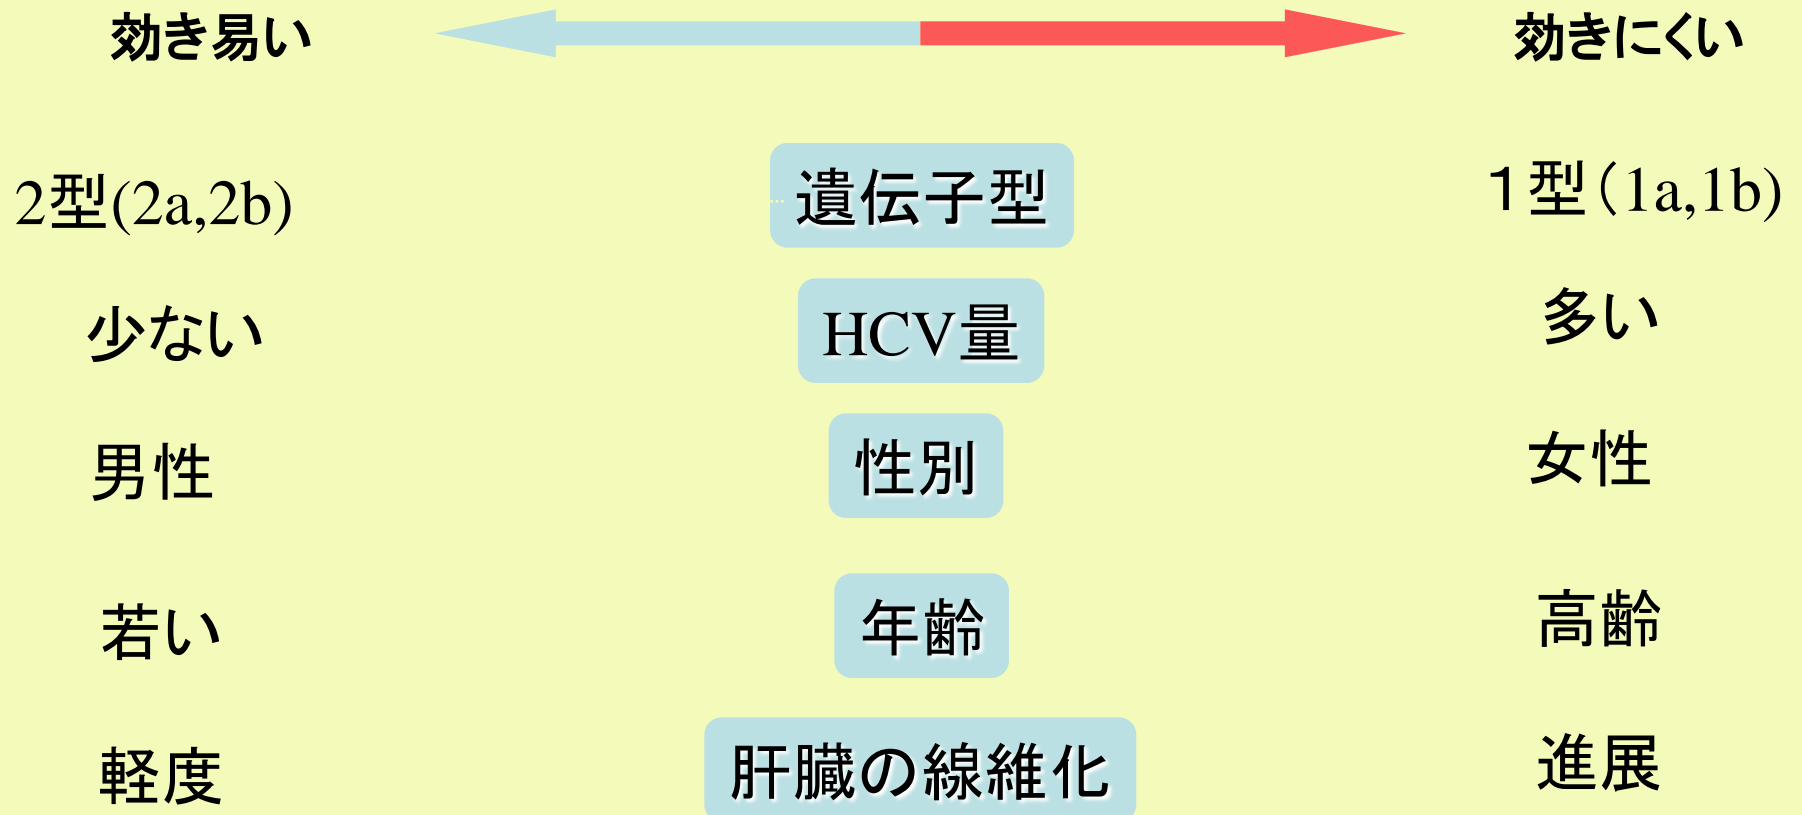 効き易い 効きにくい
2型(2a,2b) 遺伝子型 １型（1a,1b)
少ない HCV量 多い
男性 性別 女性
若い 年齢 高齢
軽度 肝臓の線維化 進展